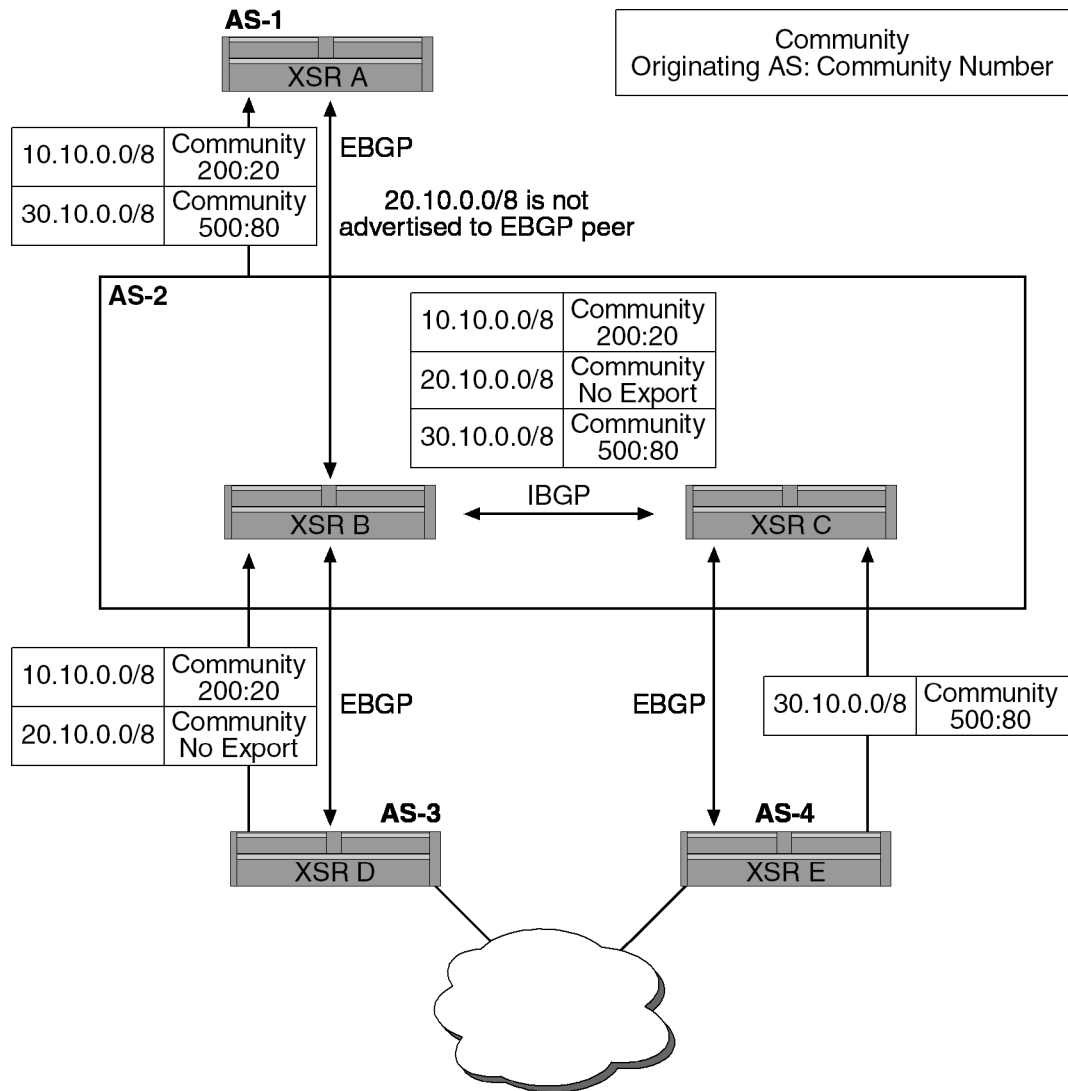 AS-1
XSR A
Community
Originating AS: Community Number
10.10.0.0/8 Community
200:20
30.10.0.0/8 Community
500:80
EBGP
20.10.0.0/8 is not
advertised to EBGP peer
AS-2
10.10.0.0/8 Community
200:20
20.10.0.0/8 Community
No Export
30.10.0.0/8 Community
500:80
XSR B
IBGP
XSR C
10.10.0.0/8 Community
200:20
20.10.0.0/8 Community
No Export
EBGP
EBGP
30.10.0.0/8 Community
500:80
AS-3
XSR D
AS-4
XSR E